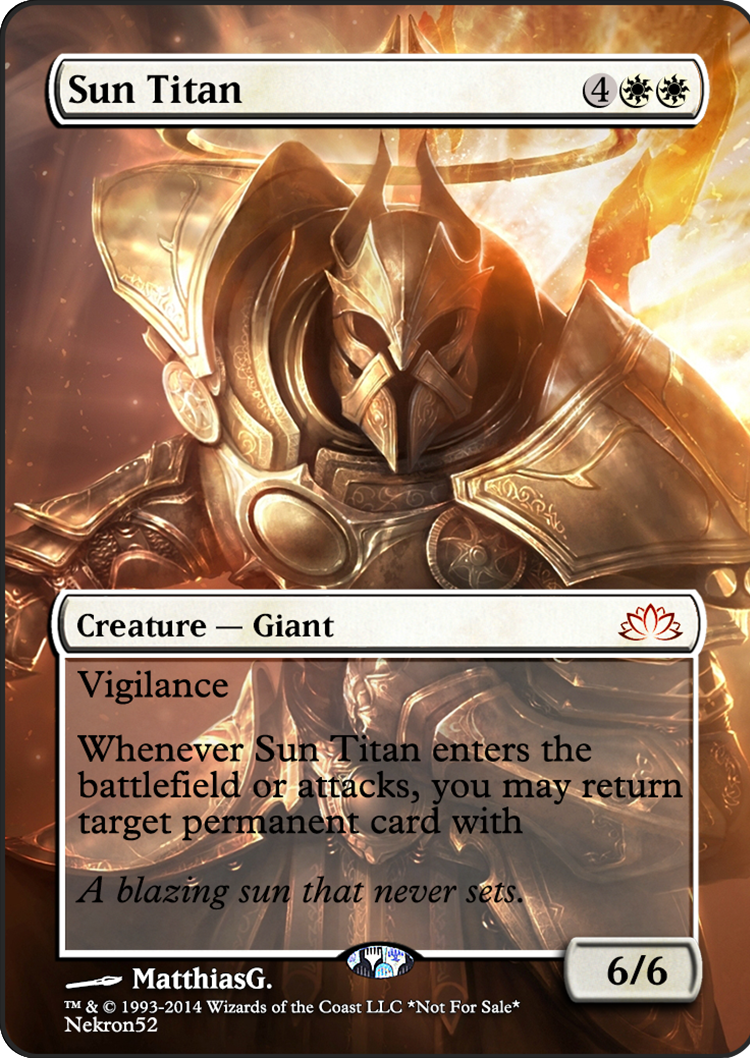 Sun Titan 4
Creature — Giant
Vigilance
Whenever Sun Titan enters the
battlefield or attacks, you may return
target permanent card with
A blazing sun that never sets.
6/6
MatthiasG.
™ & © 1993-2014 Wizards of the Coast LLC *Not For Sale*
Nekron52